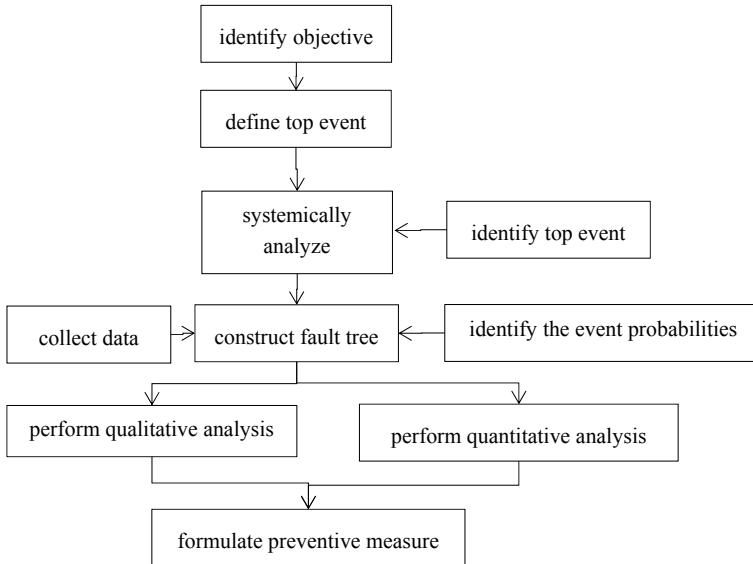 identify objective
define top event
systemically
analyze
identify top event
collect data
construct fault tree
identify the event probabilities
perform qualitative analysis
perform quantitative analysis
formulate preventive measure